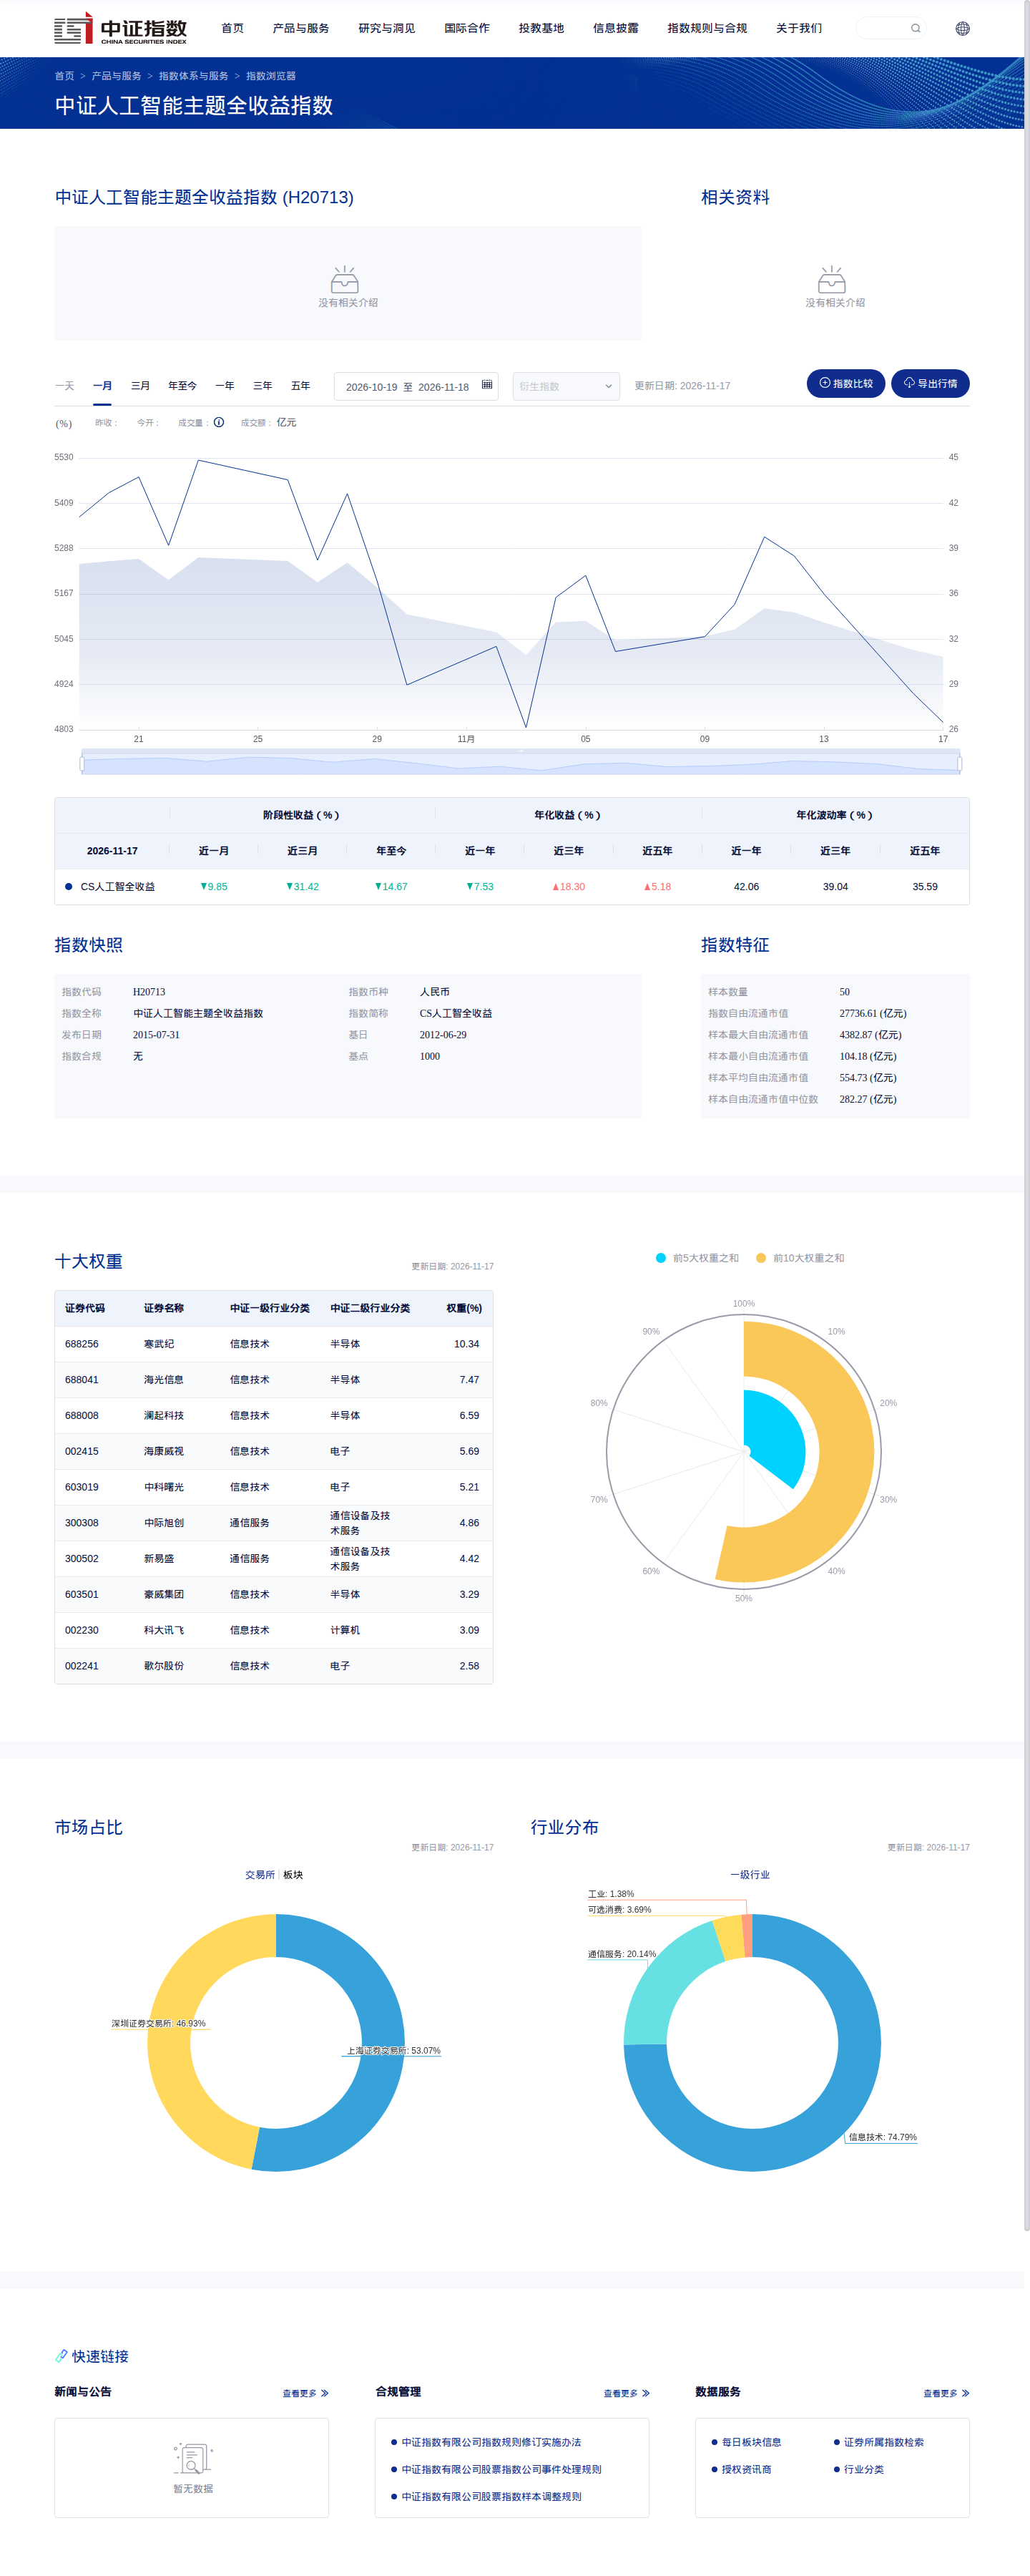 中证指数
CHINA SECURITIES INDEX
首页 产品与服务 研究与洞见 国际合作 投教基地 信息披露 指数规则与合规 关于我们
首页 > 产品与服务 > 指数体系与服务 > 指数浏览器
中证人工智能主题全收益指数
中证人工智能主题全收益指数 (H20713) 相关资料
没有相关介绍 没有相关介绍
一天 一月 三月 年至今 一年 三年 五年 2026-10-19 至 2026-11-18 衍生指数 更新日期: 2026-11-17 指数比较 导出行情
(%) 昨收： 今开： 成交量： 成交额： 亿元
5530 45
5409 42
5288 39
5167 36
5045 32
4924 29
4803 26
21 25 29 11月 05 09 13 17
阶段性收益（%） 年化收益（%） 年化波动率（%）
2026-11-17 近一月 近三月 年至今 近一年 近三年 近五年 近一年 近三年 近五年
CS人工智全收益 ▼9.85 ▼31.42 ▼14.67 ▼7.53 ▲18.30 ▲5.18 42.06 39.04 35.59
指数快照 指数特征
指数代码 H20713 指数币种 人民币 样本数量 50
指数全称 中证人工智能主题全收益指数 指数简称 CS人工智全收益 指数自由流通市值 27736.61 (亿元)
发布日期 2015-07-31 基日 2012-06-29 样本最大自由流通市值 4382.87 (亿元)
指数合规 无 基点 1000 样本最小自由流通市值 104.18 (亿元)
样本平均自由流通市值 554.73 (亿元)
样本自由流通市值中位数 282.27 (亿元)
十大权重 更新日期: 2026-11-17
前5大权重之和 前10大权重之和
证券代码 证券名称 中证一级行业分类 中证二级行业分类 权重(%)
688256 寒武纪 信息技术 半导体 10.34
688041 海光信息 信息技术 半导体 7.47
688008 澜起科技 信息技术 半导体 6.59
002415 海康威视 信息技术 电子 5.69
603019 中科曙光 信息技术 电子 5.21
300308 中际旭创 通信服务 通信设备及技术服务 4.86
300502 新易盛 通信服务 通信设备及技术服务 4.42
603501 豪威集团 信息技术 半导体 3.29
002230 科大讯飞 信息技术 计算机 3.09
002241 歌尔股份 信息技术 电子 2.58
100%
90% 10%
80% 20%
70% 30%
60% 40%
50%
市场占比 行业分布
更新日期: 2026-11-17 更新日期: 2026-11-17
交易所 板块 一级行业
工业: 1.38%
可选消费: 3.69%
通信服务: 20.14%
深圳证券交易所: 46.93%
上海证券交易所: 53.07%
信息技术: 74.79%
快速链接
新闻与公告 查看更多 合规管理 查看更多 数据服务 查看更多
暂无数据
中证指数有限公司指数规则修订实施办法
中证指数有限公司股票指数公司事件处理规则
中证指数有限公司股票指数样本调整规则
每日板块信息 证券所属指数检索
授权资讯商 行业分类